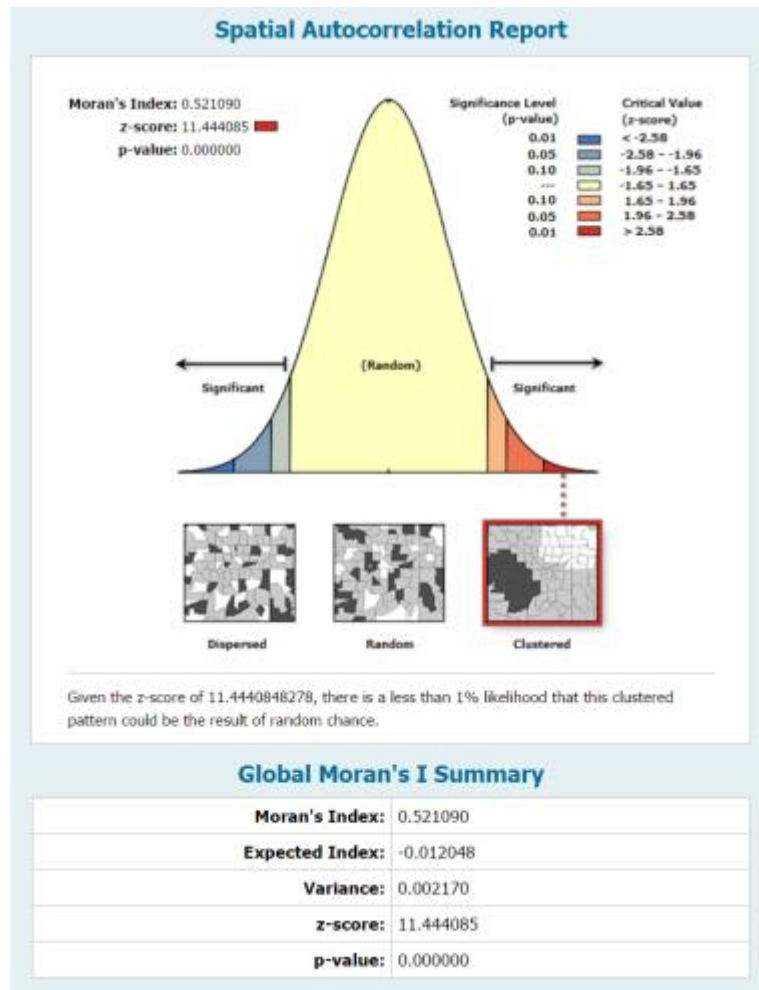 Spatial Autocorrelation Report
Moran's Index: 0.521090
z-score: 11.444085
p-value: 0.000000
Significance Level
(p-value)
Critical Value
(z-score)
0.01 < -2.58
0.05 -2.58 - -1.96
0.10 -1.96 - -1.65
--- -1.65 - 1.65
0.10 1.65 - 1.96
0.05 1.96 - 2.58
0.01 > 2.58
(Random)
Significant
Significant
Dispersed
Random
Clustered
Given the z-score of 11.4440848278, there is a less than 1% likelihood that this clustered
pattern could be the result of random chance.
Global Moran's I Summary
Moran's Index: 0.521090
Expected Index: -0.012048
Variance: 0.002170
z-score: 11.444085
p-value: 0.000000